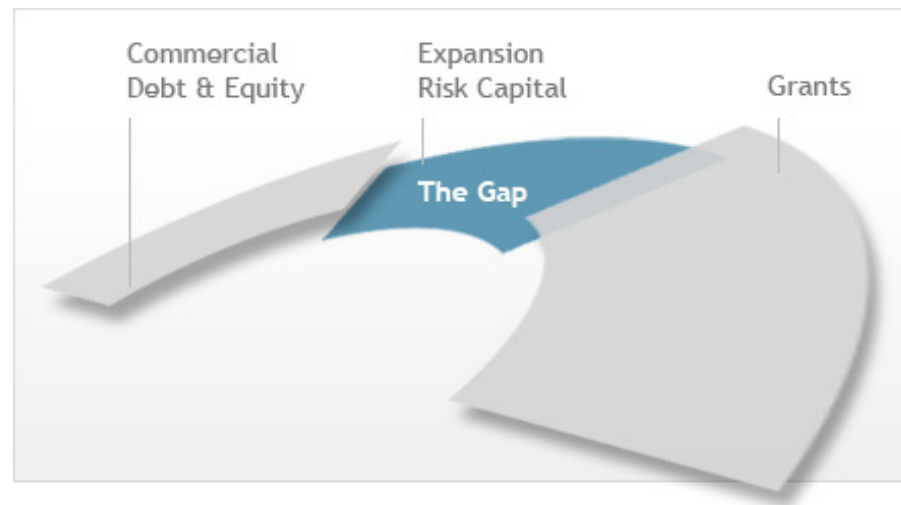 Commercial
Debt & Equity
Expansion
Risk Capital
Grants
The Gap